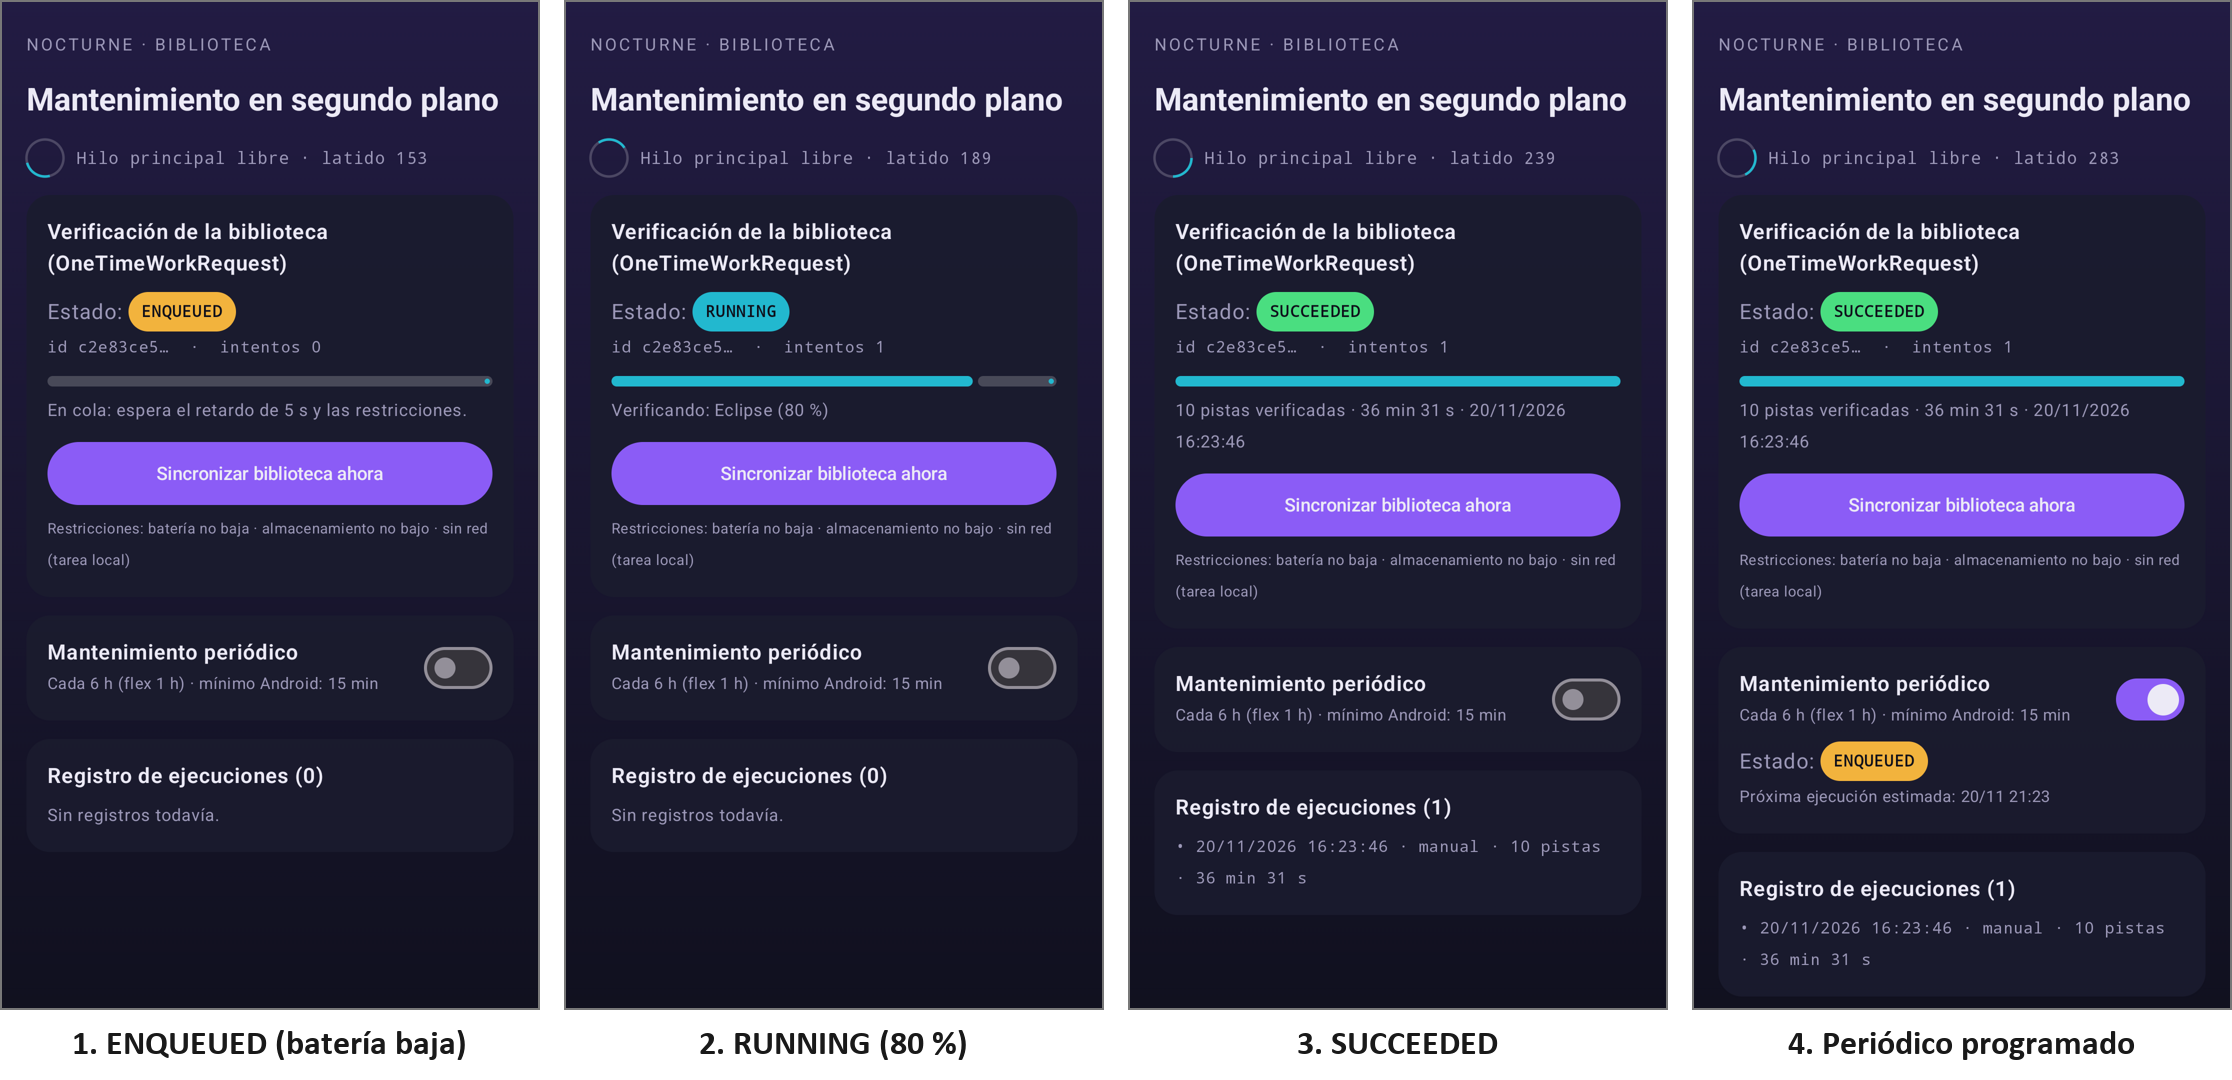 NOCTURNE · BIBLIOTECA
Mantenimiento en segundo plano
Hilo principal libre · latido 153
Verificación de la biblioteca
(OneTimeWorkRequest)
Estado: ENQUEUED
id c2e83ce5… · intentos 0
En cola: espera el retardo de 5 s y las restricciones.
Sincronizar biblioteca ahora
Restricciones: batería no baja · almacenamiento no bajo · sin red
(tarea local)
Mantenimiento periódico
Cada 6 h (flex 1 h) · mínimo Android: 15 min
Registro de ejecuciones (0)
Sin registros todavía.
1. ENQUEUED (batería baja)
NOCTURNE · BIBLIOTECA
Mantenimiento en segundo plano
Hilo principal libre · latido 189
Verificación de la biblioteca
(OneTimeWorkRequest)
Estado: RUNNING
id c2e83ce5… · intentos 1
Verificando: Eclipse (80 %)
Sincronizar biblioteca ahora
Restricciones: batería no baja · almacenamiento no bajo · sin red
(tarea local)
Mantenimiento periódico
Cada 6 h (flex 1 h) · mínimo Android: 15 min
Registro de ejecuciones (0)
Sin registros todavía.
2. RUNNING (80 %)
NOCTURNE · BIBLIOTECA
Mantenimiento en segundo plano
Hilo principal libre · latido 239
Verificación de la biblioteca
(OneTimeWorkRequest)
Estado: SUCCEEDED
id c2e83ce5… · intentos 1
10 pistas verificadas · 36 min 31 s · 20/11/2026
16:23:46
Sincronizar biblioteca ahora
Restricciones: batería no baja · almacenamiento no bajo · sin red
(tarea local)
Mantenimiento periódico
Cada 6 h (flex 1 h) · mínimo Android: 15 min
Registro de ejecuciones (1)
• 20/11/2026 16:23:46 · manual · 10 pistas
· 36 min 31 s
3. SUCCEEDED
NOCTURNE · BIBLIOTECA
Mantenimiento en segundo plano
Hilo principal libre · latido 283
Verificación de la biblioteca
(OneTimeWorkRequest)
Estado: SUCCEEDED
id c2e83ce5… · intentos 1
10 pistas verificadas · 36 min 31 s · 20/11/2026
16:23:46
Sincronizar biblioteca ahora
Restricciones: batería no baja · almacenamiento no bajo · sin red
(tarea local)
Mantenimiento periódico
Cada 6 h (flex 1 h) · mínimo Android: 15 min
Estado: ENQUEUED
Próxima ejecución estimada: 20/11 21:23
Registro de ejecuciones (1)
• 20/11/2026 16:23:46 · manual · 10 pistas
· 36 min 31 s
4. Periódico programado